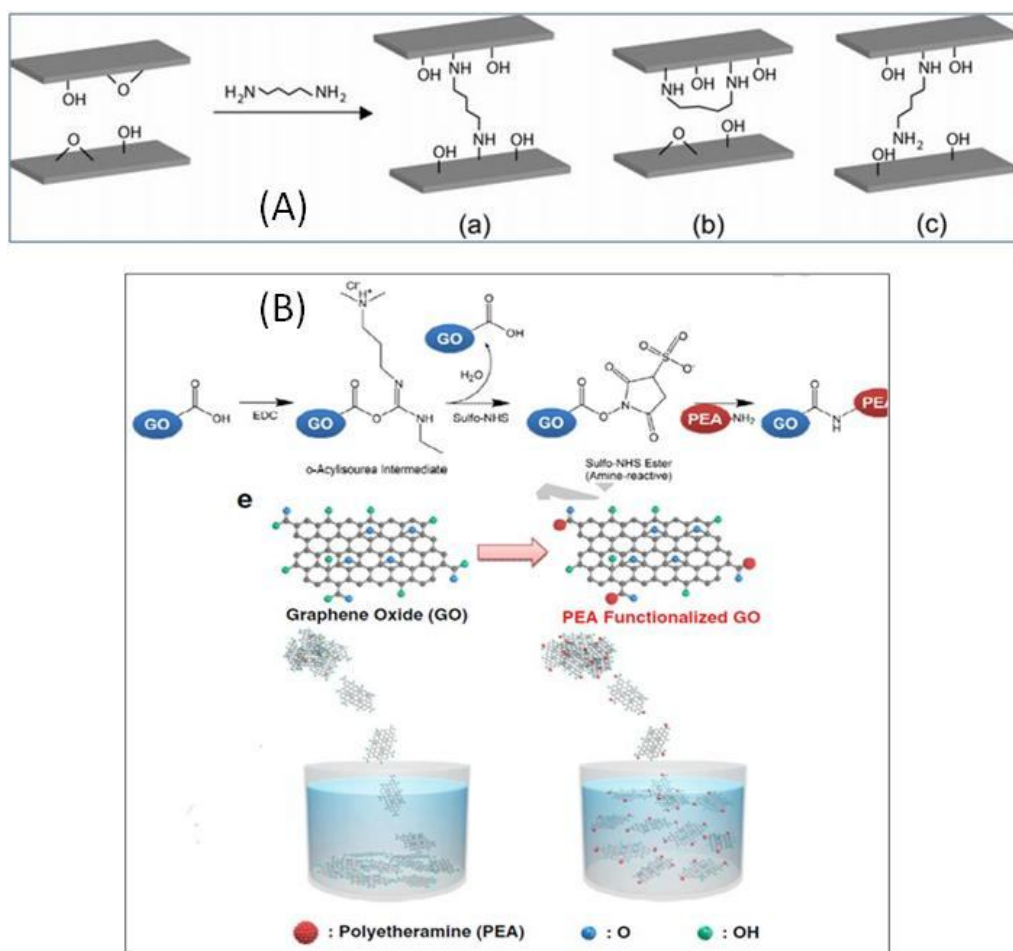 OH
O
O
OH
H₂N
NH₂
(A)
OH
NH
OH
NH
OH
OH
(a)
NH
OH
NH
OH
O
OH
(b)
OH
NH
OH
NH₂
OH
OH
(c)
(B)
Cl⁻
H⁺
N
GO
O
OH
GO
O
OH
EDC
GO
O
O
N
NH
H₂O
Sulfo-NHS
GO
O
O
N
O
O
S
O
O
O⁻
PEA
NH₂
GO
O
N
H
PEA
o-Acylisourea Intermediate
Sulfo-NHS Ester
(Amine-reactive)
e
Graphene Oxide (GO)
PEA Functionalized GO
: Polyetheramine (PEA)
: O
: OH